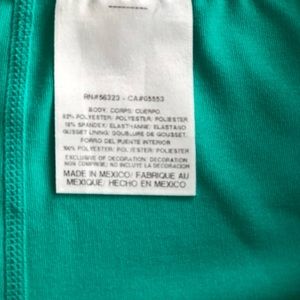 RN#56323 - CA#05553
BODY: CORPS: CUERPO
82% POLYESTER/ POLYESTER: POLIESTER
18% SPANDEX/ ELASTHANNE: ELASTANO
GUSSET LINING: DOUBLURE DE GOUSSET:
FORRO DEL PUENTE INTERIOR
100% POLYESTER/ POLYESTER: POLIESTER
EXCLUSIVE OF DECORATION: DECORATION
NON COMPRISE/ NO INCLUYE LA DECORACION
MADE IN MEXICO/ FABRIQUE AU
MEXIQUE/ HECHO EN MEXICO